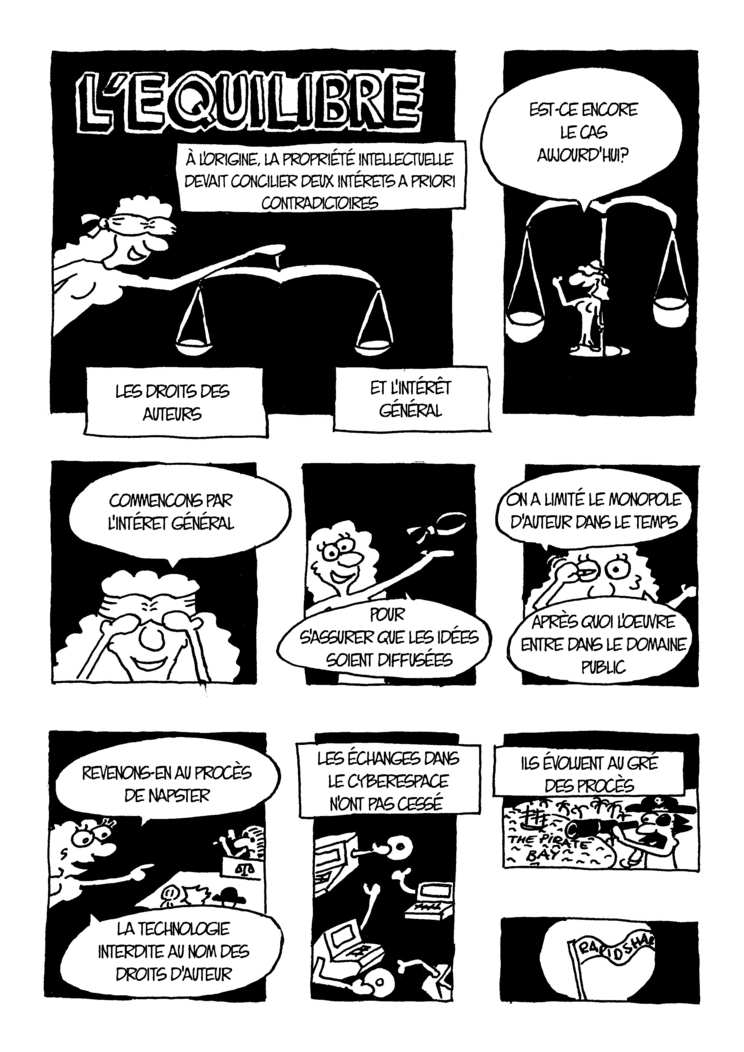 L'EQUILIBRE
À L'ORIGINE, LA PROPRIÉTÉ INTELLECTUELLE
DEVAIT CONCILIER DEUX INTÉRETS A PRIORI
CONTRADICTOIRES
LES DROITS DES
AUTEURS
ET L'INTÉRÊT
GÉNÉRAL
EST-CE ENCORE
LE CAS
AUJOURD'HUI?
COMMENCONS PAR
L'INTÉRET GÉNÉRAL
POUR
S'ASSURER QUE LES IDÉES
SOIENT DIFFUSÉES
ON A LIMITÉ LE MONOPOLE
D'AUTEUR DANS LE TEMPS
APRÈS QUOI L'OEUVRE
ENTRE DANS LE DOMAINE
PUBLIC
REVENONS-EN AU PROCÈS
DE NAPSTER
LA TECHNOLOGIE
INTERDITE AU NOM DES
DROITS D'AUTEUR
LES ÉCHANGES DANS
LE CYBERESPACE
N'ONT PAS CESSÉ
ILS ÉVOLUENT AU GRÉ
DES PROCÈS
THE PIRATE
BAY
RAPIDSHA